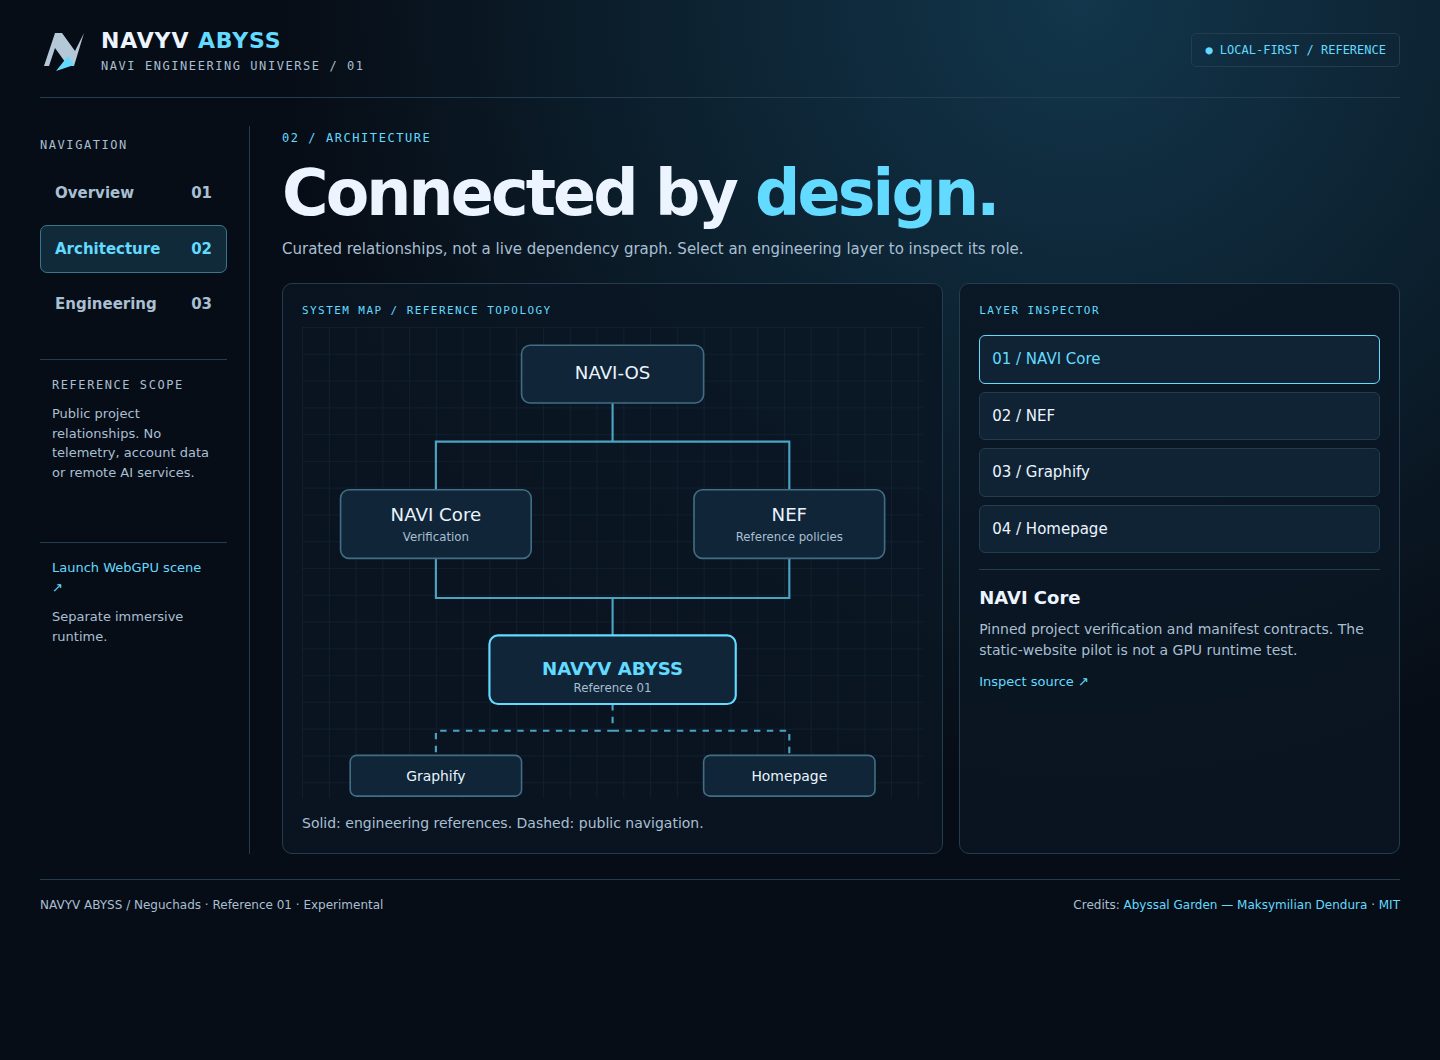 NAVYV ABYSS
NAVI ENGINEERING UNIVERSE / 01
● LOCAL-FIRST / REFERENCE
NAVIGATION
Overview 01
Architecture 02
Engineering 03
REFERENCE SCOPE
Public project
relationships. No
telemetry, account data
or remote AI services.
Launch WebGPU scene
↗
Separate immersive
runtime.
02 / ARCHITECTURE
Connected by design.
Curated relationships, not a live dependency graph. Select an engineering layer to inspect its role.
SYSTEM MAP / REFERENCE TOPOLOGY
NAVI-OS
NAVI Core
Verification
NEF
Reference policies
NAVYV ABYSS
Reference 01
Graphify
Homepage
Solid: engineering references. Dashed: public navigation.
LAYER INSPECTOR
01 / NAVI Core
02 / NEF
03 / Graphify
04 / Homepage
NAVI Core
Pinned project verification and manifest contracts. The
static-website pilot is not a GPU runtime test.
Inspect source ↗
NAVYV ABYSS / Neguchads · Reference 01 · Experimental
Credits: Abyssal Garden — Maksymilian Dendura · MIT